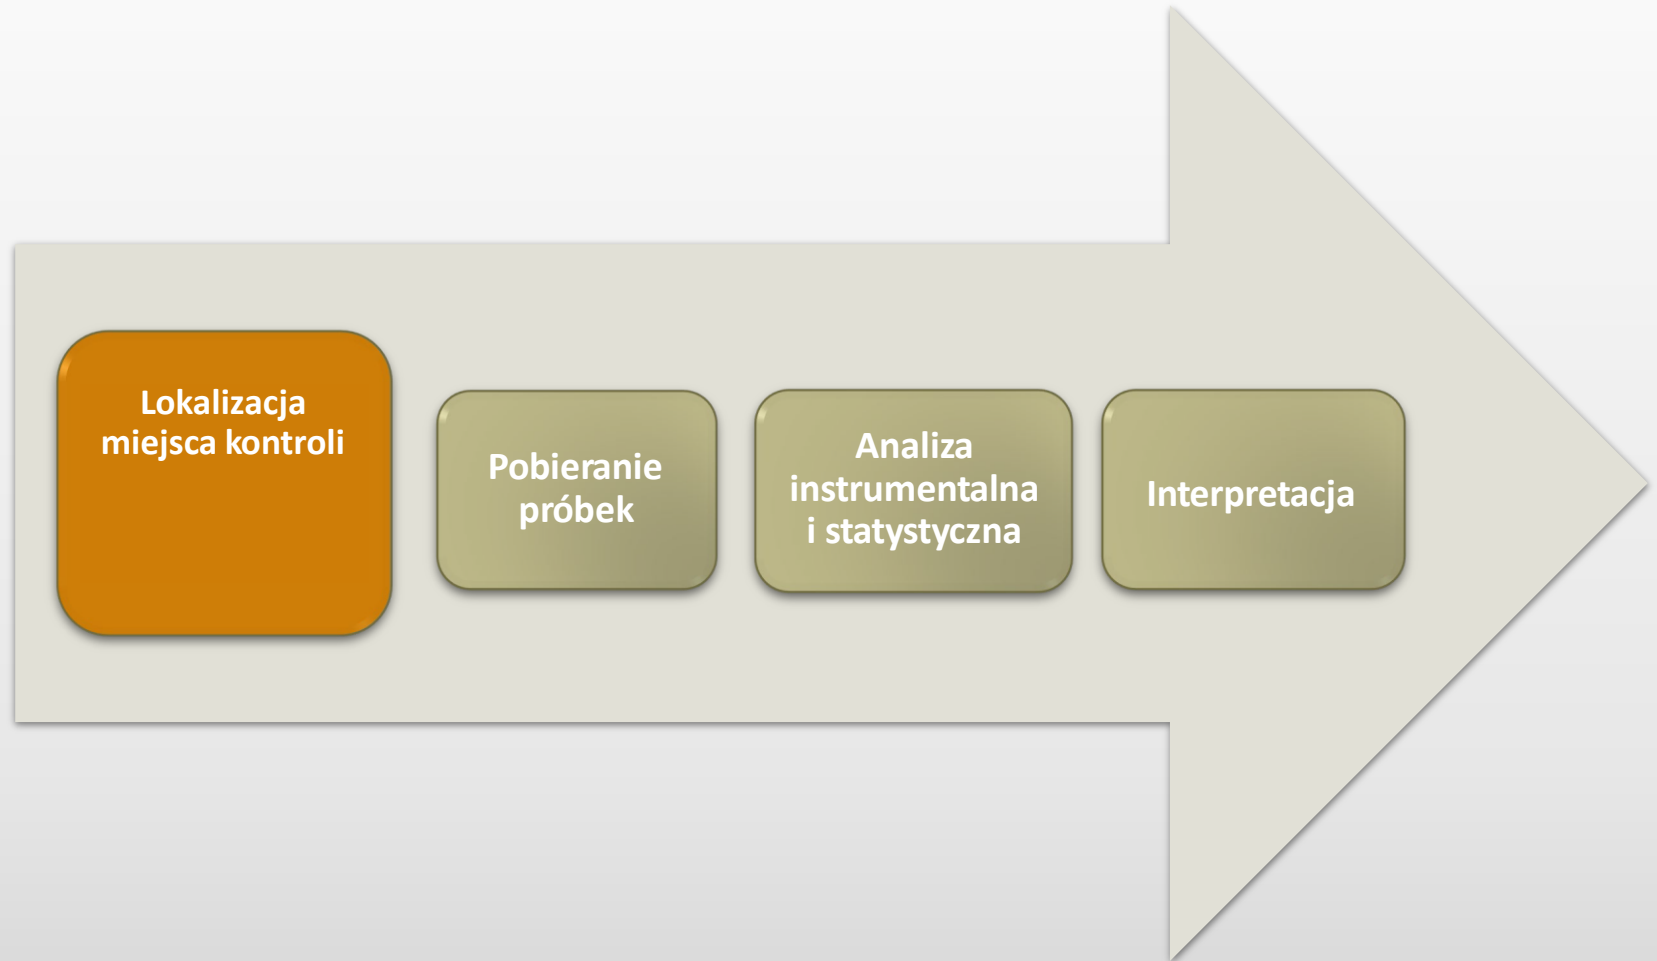 Lokalizacja
miejsca kontroli
Pobieranie
próbek
Analiza
instrumentalna
i statystyczna
Interpretacja